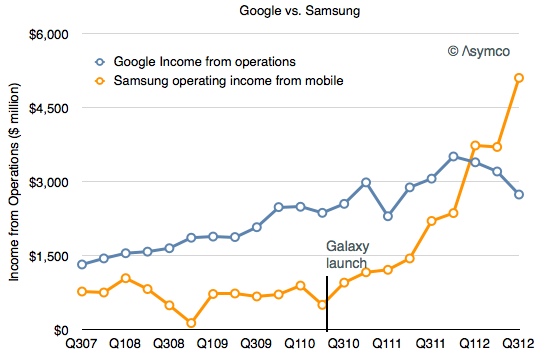 Google vs. Samsung
$6,000
© Λsymco
Google Income from operations
Samsung operating income from mobile
$4,500
Income from Operations ($ million)
$3,000
Galaxy
launch
$1,500
$0
Q307 Q108 Q308 Q109 Q309 Q110 Q310 Q111 Q311 Q112 Q312